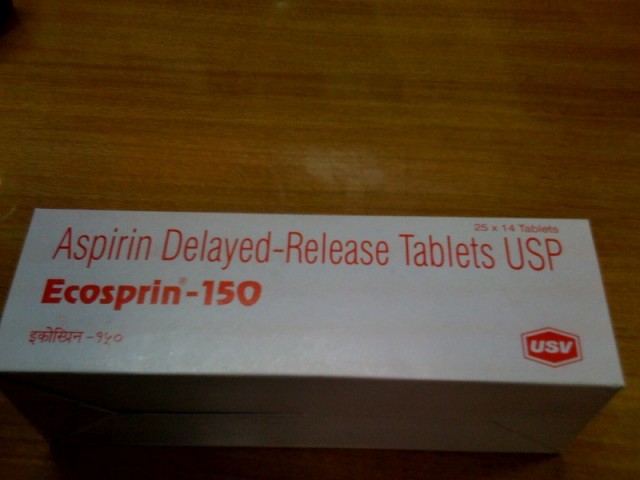 25 x 14 Tablets
Aspirin Delayed-Release Tablets USP
Ecosprin®-150
इकोस्प्रिन -१५०
USV